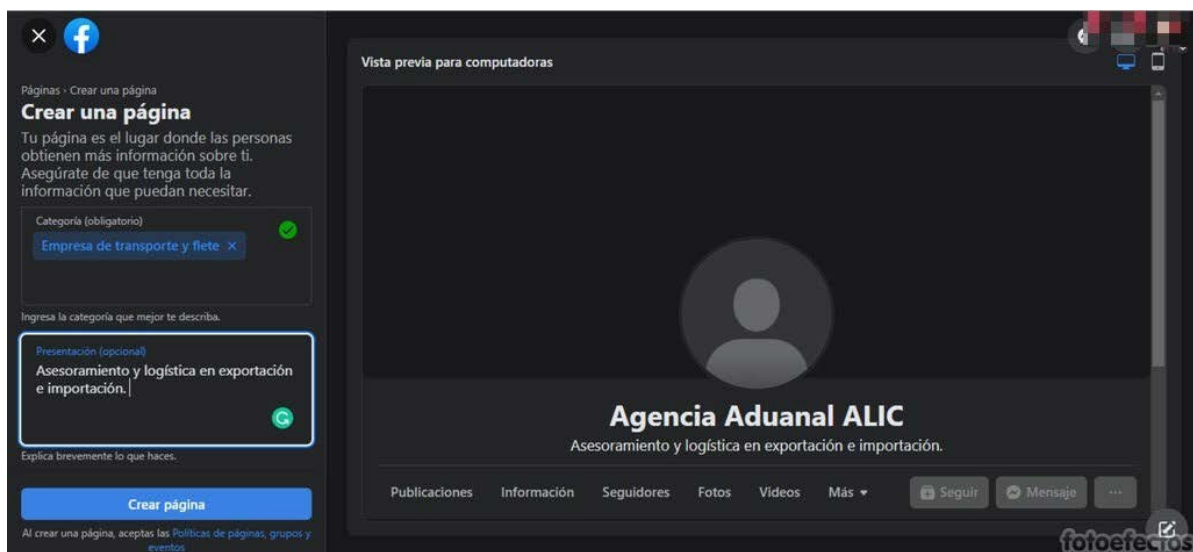 Páginas › Crear una página
Crear una página
Tu página es el lugar donde las personas
obtienen más información sobre ti.
Asegúrate de que tenga toda la
información que puedan necesitar.
Categoría (obligatorio)
Empresa de transporte y flete ×
Ingresa la categoría que mejor te describa.
Presentación (opcional)
Asesoramiento y logística en exportación
e importación.
Explica brevemente lo que haces.
Crear página
Al crear una página, aceptas las Políticas de páginas, grupos y
eventos
Vista previa para computadoras
Agencia Aduanal ALIC
Asesoramiento y logística en exportación e importación.
Publicaciones Información Seguidores Fotos Videos Más Seguir Mensaje ...
fotoefectos